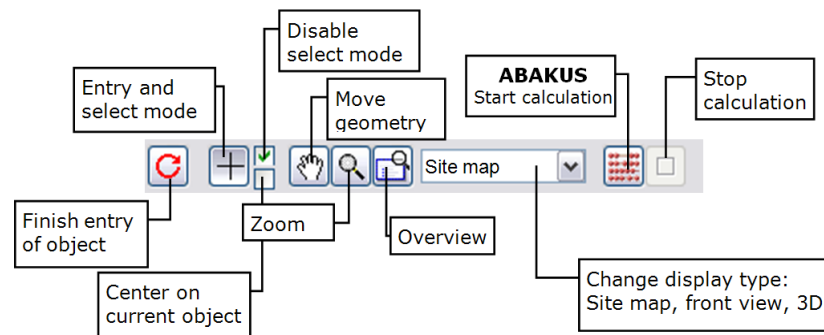 Disable
select mode
Entry and
select mode
Move
geometry
ABAKUS
Start calculation
Stop
calculation
Site map
Finish entry
of object
Zoom
Overview
Center on
current object
Change display type:
Site map, front view, 3D